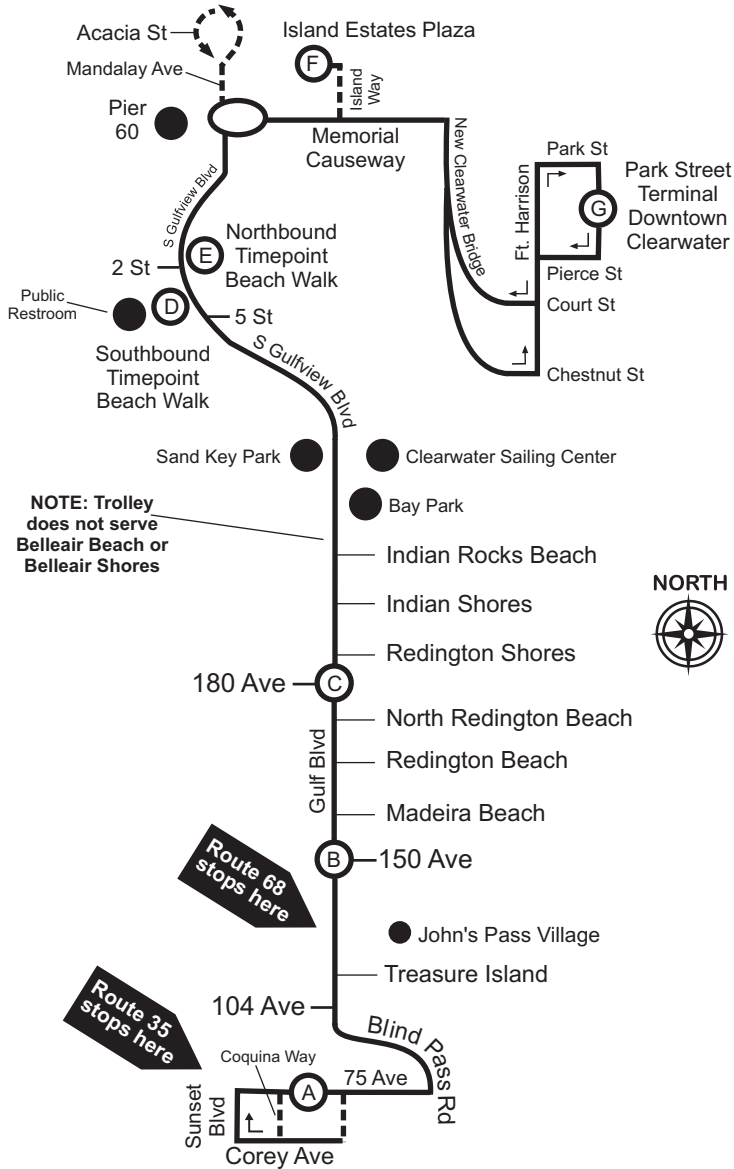 Acacia St
Mandalay Ave
Pier
60
Island Estates Plaza
F
Island
Way
Memorial
Causeway
New Clearwater Bridge
Ft. Harrison
Park St
G
Park Street
Terminal
Downtown
Clearwater
Pierce St
Court St
Chestnut St
S Gulfview Blvd
E
Northbound
Timepoint
Beach Walk
2 St
Public
Restroom
D
5 St
Southbound
Timepoint
Beach Walk
S Gulfview Blvd
Sand Key Park
Clearwater Sailing Center
Bay Park
NOTE: Trolley
does not serve
Belleair Beach or
Belleair Shores
Indian Rocks Beach
Indian Shores
Redington Shores
NORTH
180 Ave
C
North Redington Beach
Gulf Blvd
Redington Beach
Madeira Beach
B
150 Ave
Route 68
stops here
John's Pass Village
Treasure Island
104 Ave
Route 35
stops here
Blind Pass Rd
Coquina Way
A
75 Ave
Sunset
Blvd
Corey Ave